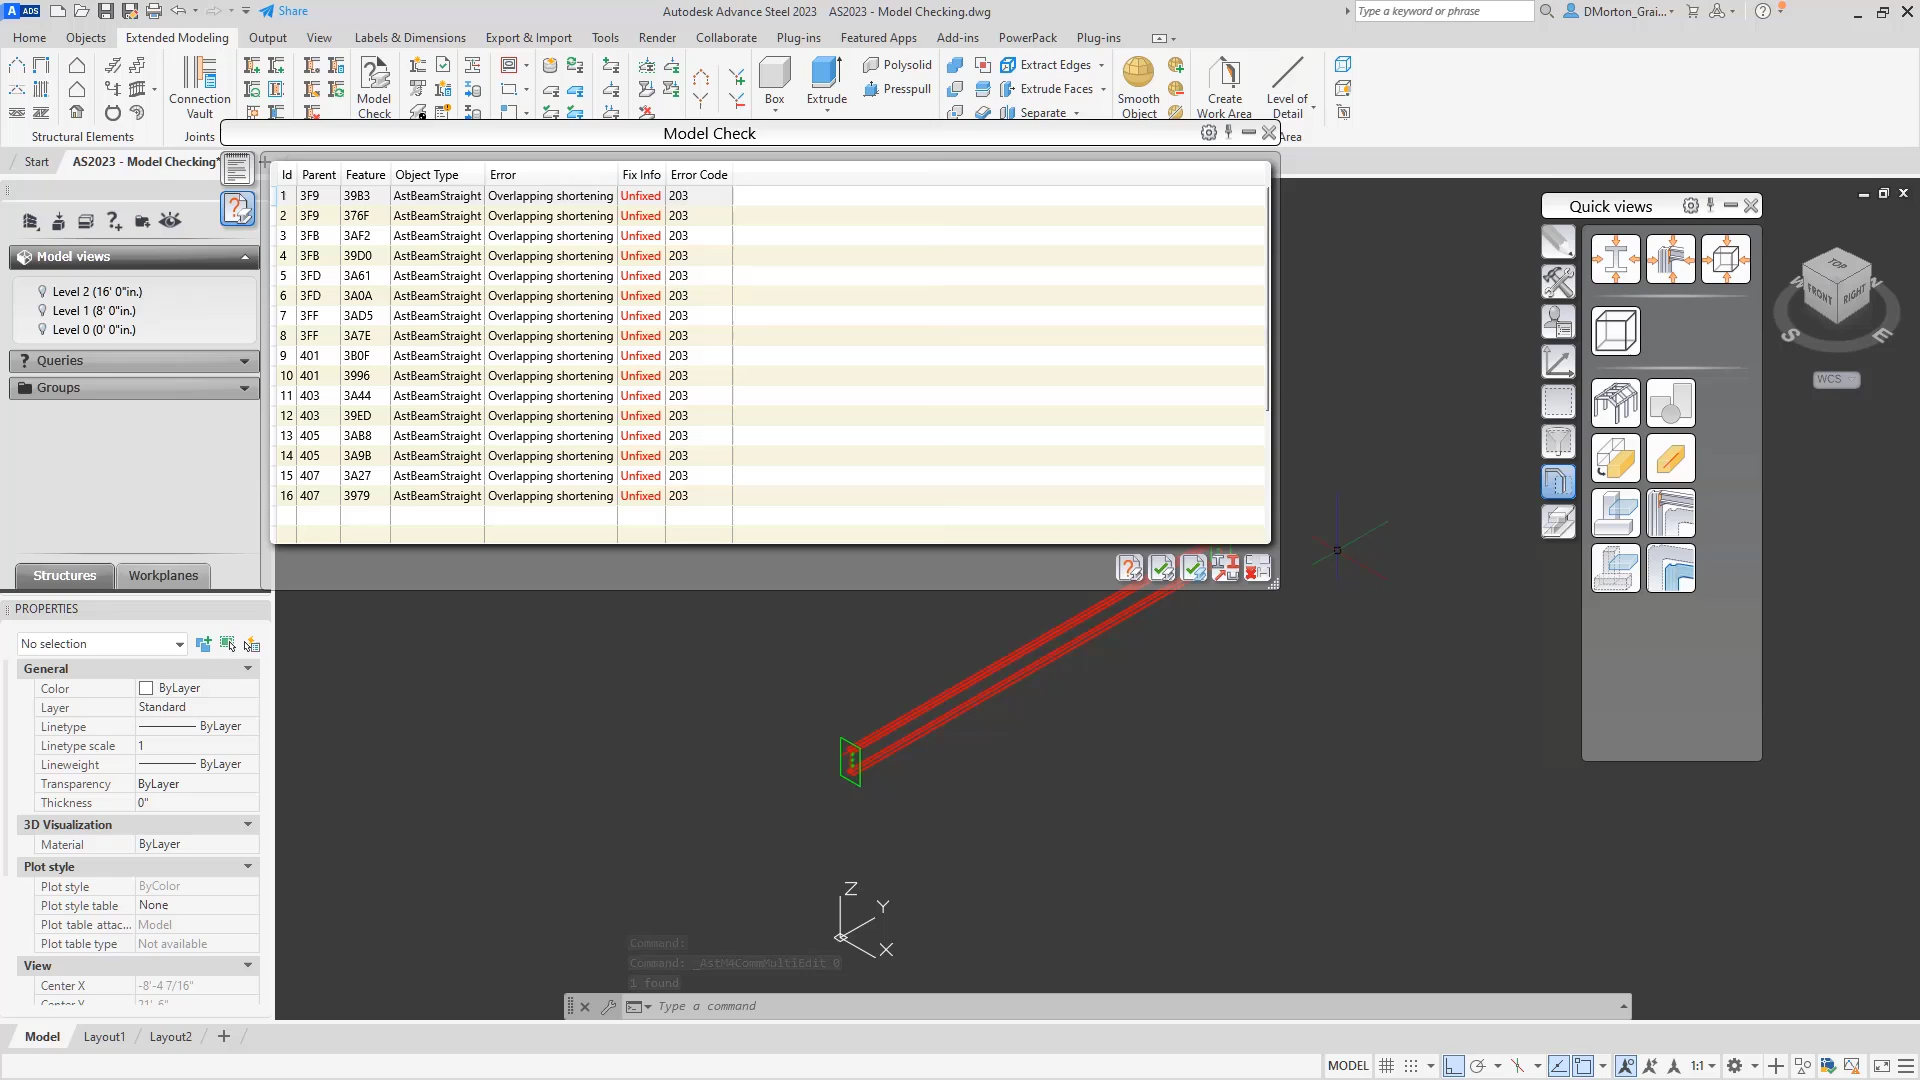 A ADS
Share
Autodesk Advance Steel 2023   AS2023 - Model Checking.dwg
Type a keyword or phrase
DMorton_Grai...
Home
Objects
Extended Modeling
Output
View
Labels & Dimensions
Export & Import
Tools
Render
Collaborate
Plug-ins
Featured Apps
Add-ins
PowerPack
Plug-ins
Connection Vault
Model Check
Box
Extrude
Polysolid
Presspull
Extract Edges
Extrude Faces
Separate
Smooth Object
Create Work Area
Level of Detail
Structural Elements
Joints
Area
Start
AS2023 - Model Checking*
Model Check
Id Parent Feature Object Type Error Fix Info Error Code
1 3F9 39B3 AstBeamStraight Overlapping shortening Unfixed 203
2 3F9 376F AstBeamStraight Overlapping shortening Unfixed 203
3 3FB 3AF2 AstBeamStraight Overlapping shortening Unfixed 203
4 3FB 39D0 AstBeamStraight Overlapping shortening Unfixed 203
5 3FD 3A61 AstBeamStraight Overlapping shortening Unfixed 203
6 3FD 3A0A AstBeamStraight Overlapping shortening Unfixed 203
7 3FF 3AD5 AstBeamStraight Overlapping shortening Unfixed 203
8 3FF 3A7E AstBeamStraight Overlapping shortening Unfixed 203
9 401 3B0F AstBeamStraight Overlapping shortening Unfixed 203
10 401 3996 AstBeamStraight Overlapping shortening Unfixed 203
11 403 3A44 AstBeamStraight Overlapping shortening Unfixed 203
12 403 39ED AstBeamStraight Overlapping shortening Unfixed 203
13 405 3AB8 AstBeamStraight Overlapping shortening Unfixed 203
14 405 3A9B AstBeamStraight Overlapping shortening Unfixed 203
15 407 3A27 AstBeamStraight Overlapping shortening Unfixed 203
16 407 3979 AstBeamStraight Overlapping shortening Unfixed 203
Model views
Level 2 (16' 0"in.)
Level 1 (8' 0"in.)
Level 0 (0' 0"in.)
Queries
Groups
Structures
Workplanes
PROPERTIES
No selection
General
Color ByLayer
Layer Standard
Linetype ByLayer
Linetype scale 1
Lineweight ByLayer
Transparency ByLayer
Thickness 0"
3D Visualization
Material ByLayer
Plot style
Plot style ByColor
Plot style table None
Plot table attac... Model
Plot table type Not available
View
Center X -8'-4 7/16"
Quick views
TOP
FRONT
RIGHT
W
S
E
WCS
Z
Y
X
Command:
Command: _AstM4CommMultiEdit 0
1 found
Type a command
Model
Layout1
Layout2
MODEL
1:1